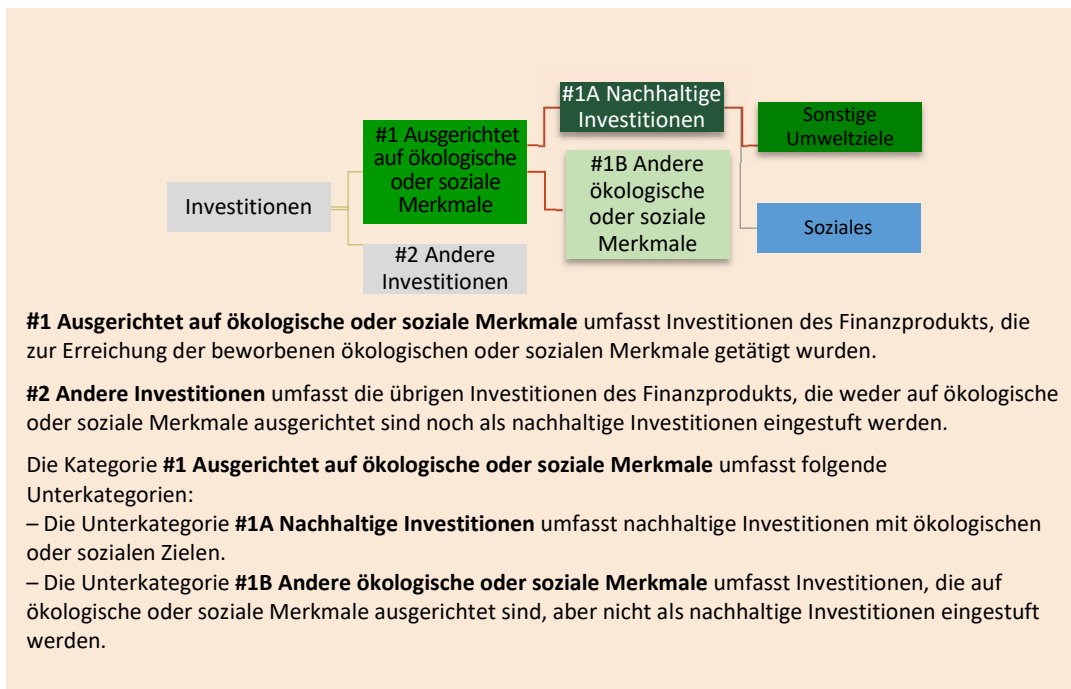 #1A Nachhaltige
Investitionen
Sonstige
Umweltziele
#1 Ausgerichtet
auf ökologische
oder soziale
Merkmale
#1B Andere
ökologische
oder soziale
Merkmale
Investitionen
Soziales
#2 Andere
Investitionen
#1 Ausgerichtet auf ökologische oder soziale Merkmale umfasst Investitionen des Finanzprodukts, die
zur Erreichung der beworbenen ökologischen oder sozialen Merkmale getätigt wurden.
#2 Andere Investitionen umfasst die übrigen Investitionen des Finanzprodukts, die weder auf ökologische
oder soziale Merkmale ausgerichtet sind noch als nachhaltige Investitionen eingestuft werden.
Die Kategorie #1 Ausgerichtet auf ökologische oder soziale Merkmale umfasst folgende
Unterkategorien:
– Die Unterkategorie #1A Nachhaltige Investitionen umfasst nachhaltige Investitionen mit ökologischen
oder sozialen Zielen.
– Die Unterkategorie #1B Andere ökologische oder soziale Merkmale umfasst Investitionen, die auf
ökologische oder soziale Merkmale ausgerichtet sind, aber nicht als nachhaltige Investitionen eingestuft
werden.